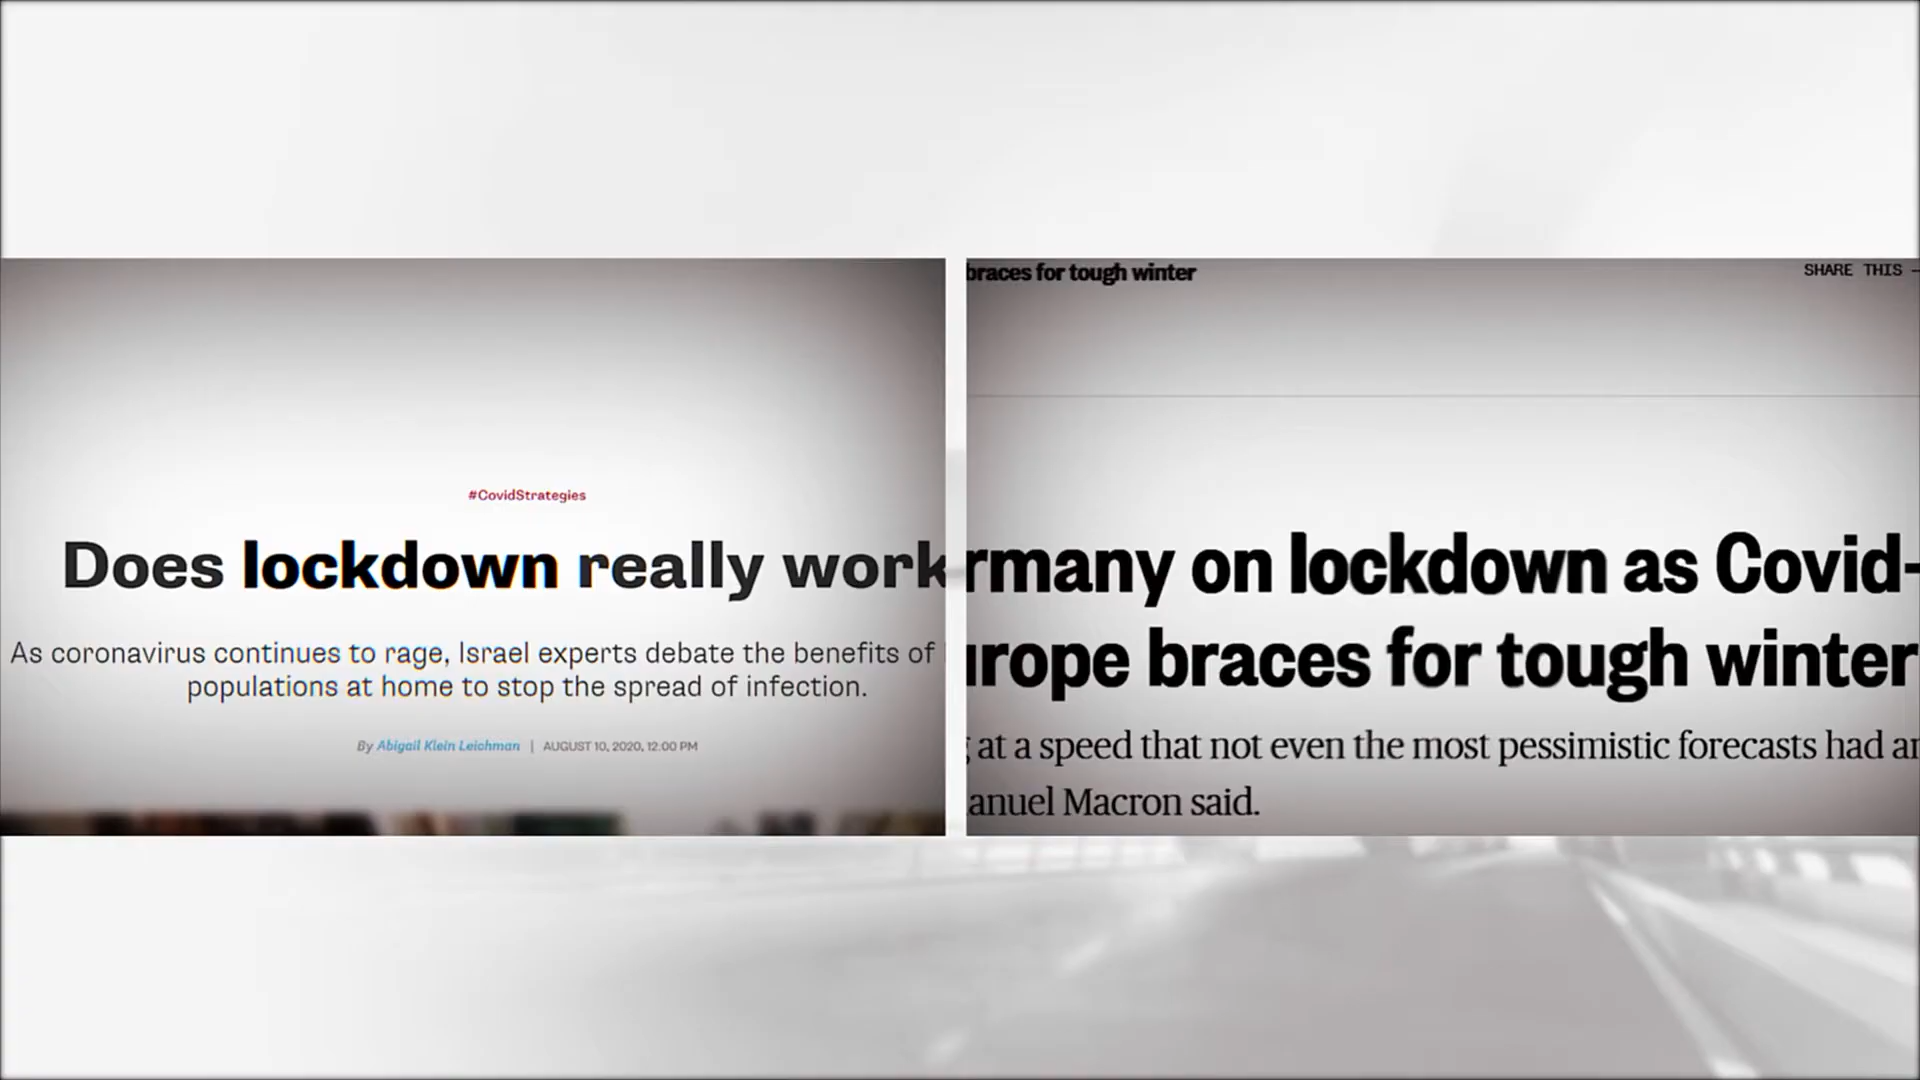 #CovidStrategies
Does lockdown really work
As coronavirus continues to rage, Israel experts debate the benefits of
populations at home to stop the spread of infection.
By Abigail Klein Leichman | AUGUST 10, 2020, 12:00 PM
braces for tough winter
SHARE THIS –
rmany on lockdown as Covid-
urope braces for tough winter
at a speed that not even the most pessimistic forecasts had an
anuel Macron said.